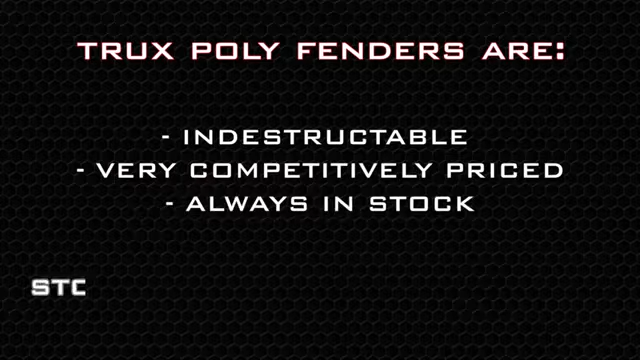 TRUX POLY FENDERS ARE:
- INDESTRUCTABLE
- VERY COMPETITIVELY PRICED
- ALWAYS IN STOCK
STC